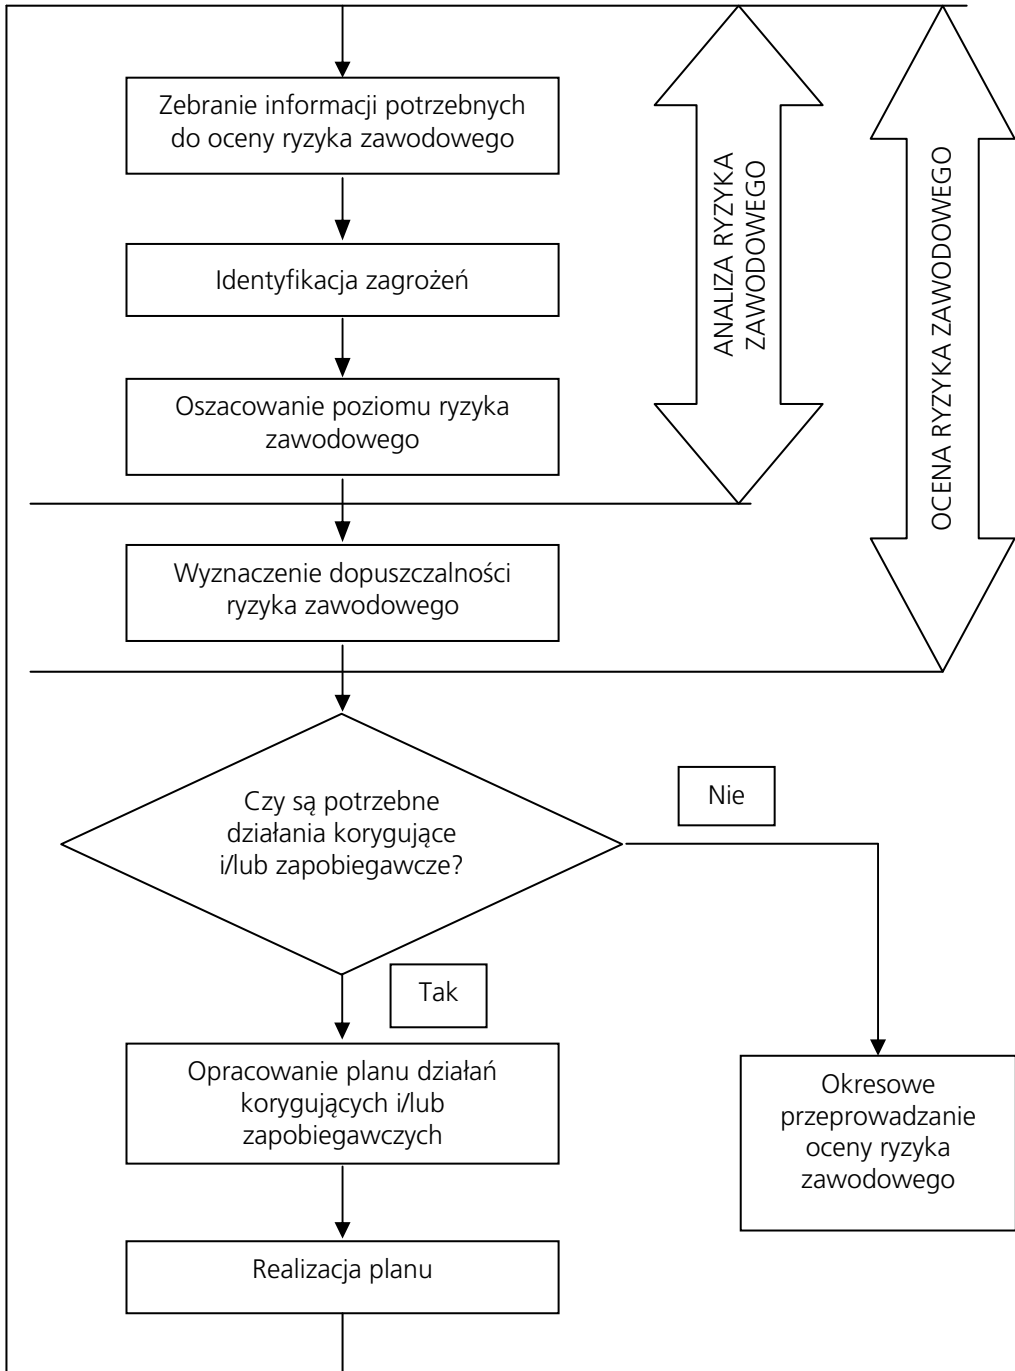 Zebranie informacji potrzebnych
do oceny ryzyka zawodowego
Identyfikacja zagrożeń
Oszacowanie poziomu ryzyka
zawodowego
ANALIZA RYZYKA
ZAWODOWEGO
OCENA RYZYKA ZAWODOWEGO
Wyznaczenie dopuszczalności
ryzyka zawodowego
Czy są potrzebne
działania korygujące
i/lub zapobiegawcze?
Nie
Tak
Opracowanie planu działań
korygujących i/lub
zapobiegawczych
Okresowe
przeprowadzanie
oceny ryzyka
zawodowego
Realizacja planu